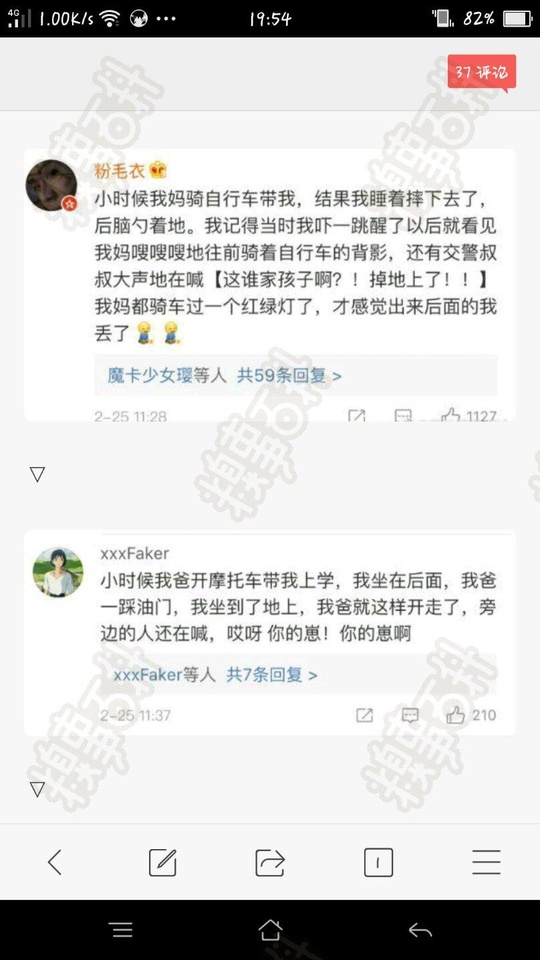 4G 1.00K/s 19:54 82%
37 评论
粉毛衣
小时候我妈骑自行车带我，结果我睡着摔下去了，
后脑勺着地。我记得当时我吓一跳醒了以后就看见
我妈嗖嗖嗖地往前骑着自行车的背影，还有交警叔
叔大声地在喊【这谁家孩子啊？！掉地上了！！】
我妈都骑车过一个红绿灯了，才感觉出来后面的我
丢了
魔卡少女璎等人 共59条回复 >
2-25 11:28 1127
xxxFaker
小时候我爸开摩托车带我上学，我坐在后面，我爸
一踩油门，我坐到了地上，我爸就这样开走了，旁
边的人还在喊，哎呀 你的崽！你的崽啊
xxxFaker等人 共7条回复 >
2-25 11:37 210
1